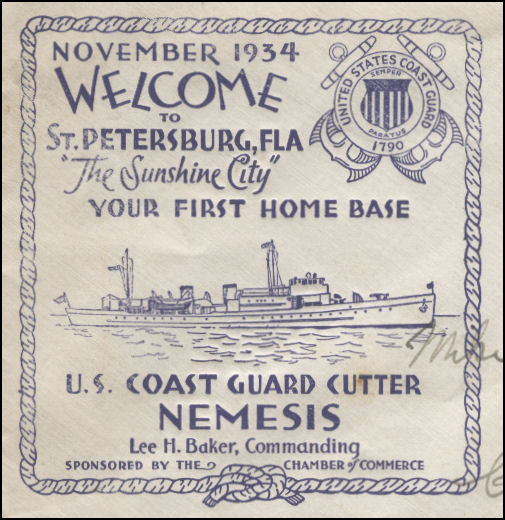 NOVEMBER 1934
WELCOME
TO
ST. PETERSBURG, FLA
"The Sunshine City"
YOUR FIRST HOME BASE
UNITED STATES COAST GUARD
SEMPER
PARATUS
1790
U.S. COAST GUARD CUTTER
NEMESIS
Lee H. Baker, Commanding
SPONSORED BY THE CHAMBER of COMMERCE